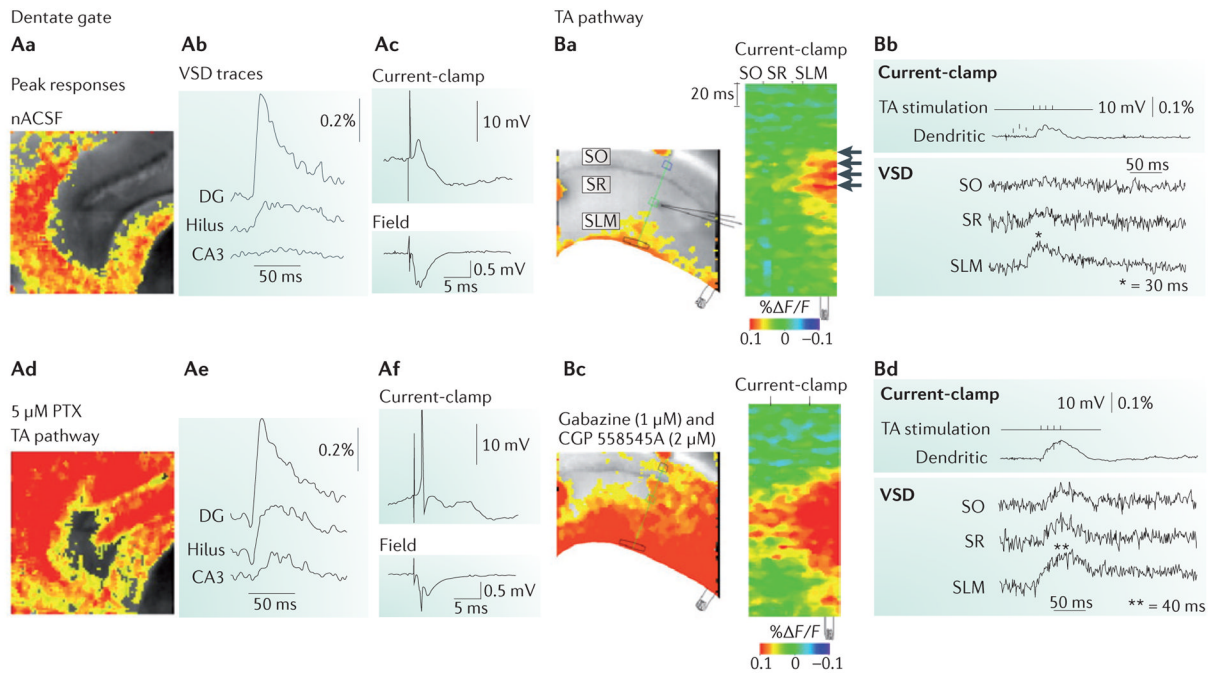 Dentate gate
Aa
Peak responses
nACSF
Ab
VSD traces
0.2%
DG
Hilus
CA3
50 ms
Ac
Current-clamp
10 mV
Field
0.5 mV
5 ms
TA pathway
Ba
Current-clamp
SO SR SLM
20 ms
SO
SR
SLM
%ΔF/F
0.1 0 –0.1
Bb
Current-clamp
TA stimulation
10 mV 0.1%
Dendritic
VSD
50 ms
SO
SR
*
SLM
* = 30 ms
Ad
5 µM PTX
TA pathway
Ae
0.2%
DG
Hilus
CA3
50 ms
Af
Current-clamp
10 mV
Field
0.5 mV
5 ms
Bc
Gabazine (1 µM) and
CGP 558545A (2 µM)
Current-clamp
%ΔF/F
0.1 0 –0.1
Bd
Current-clamp
10 mV 0.1%
TA stimulation
Dendritic
VSD
SO
SR
**
SLM
50 ms
** = 40 ms